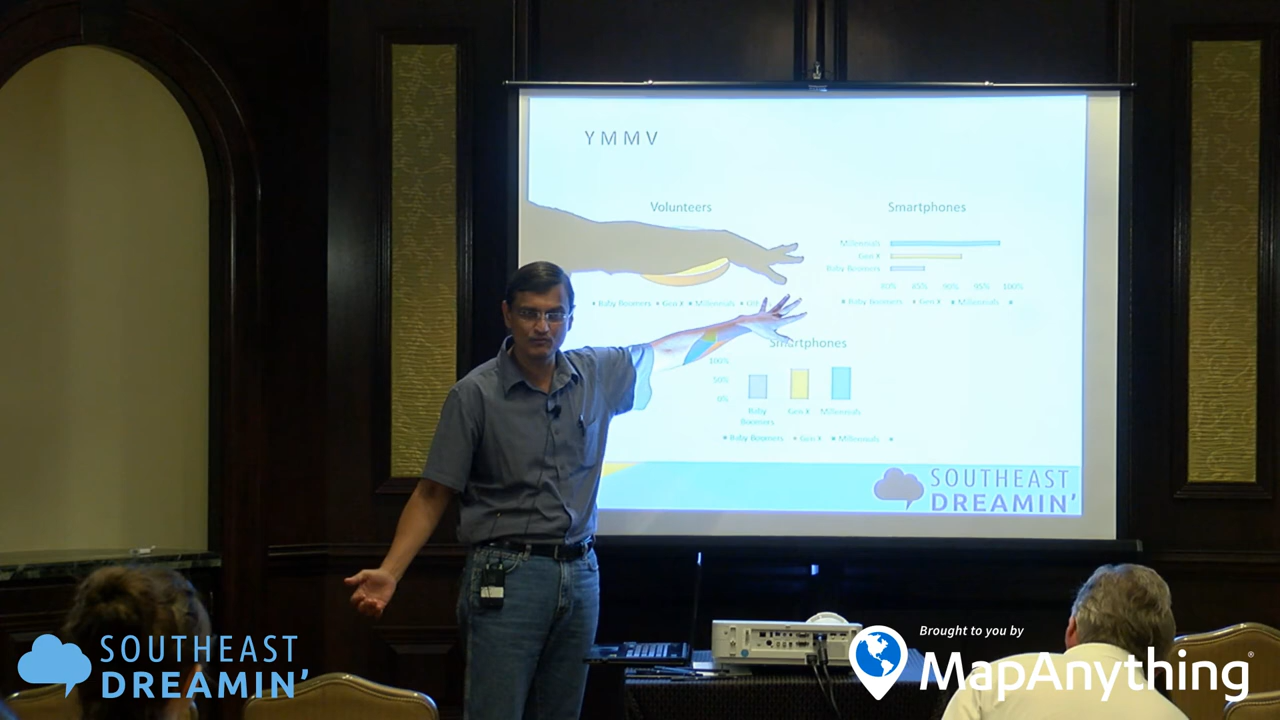 YMMV
Volunteers
Smartphones
Millennials
Gen X
Baby Boomers
80% 85% 90% 95% 100%
Baby Boomers Gen X Millennials
Baby Boomers Gen X Millennials
Smartphones
100%
50%
0%
Baby Boomers
Gen X
Millennials
Baby Boomers Gen X Millennials
SOUTHEAST
DREAMIN'
SOUTHEAST
DREAMIN'
Brought to you by
MapAnything®